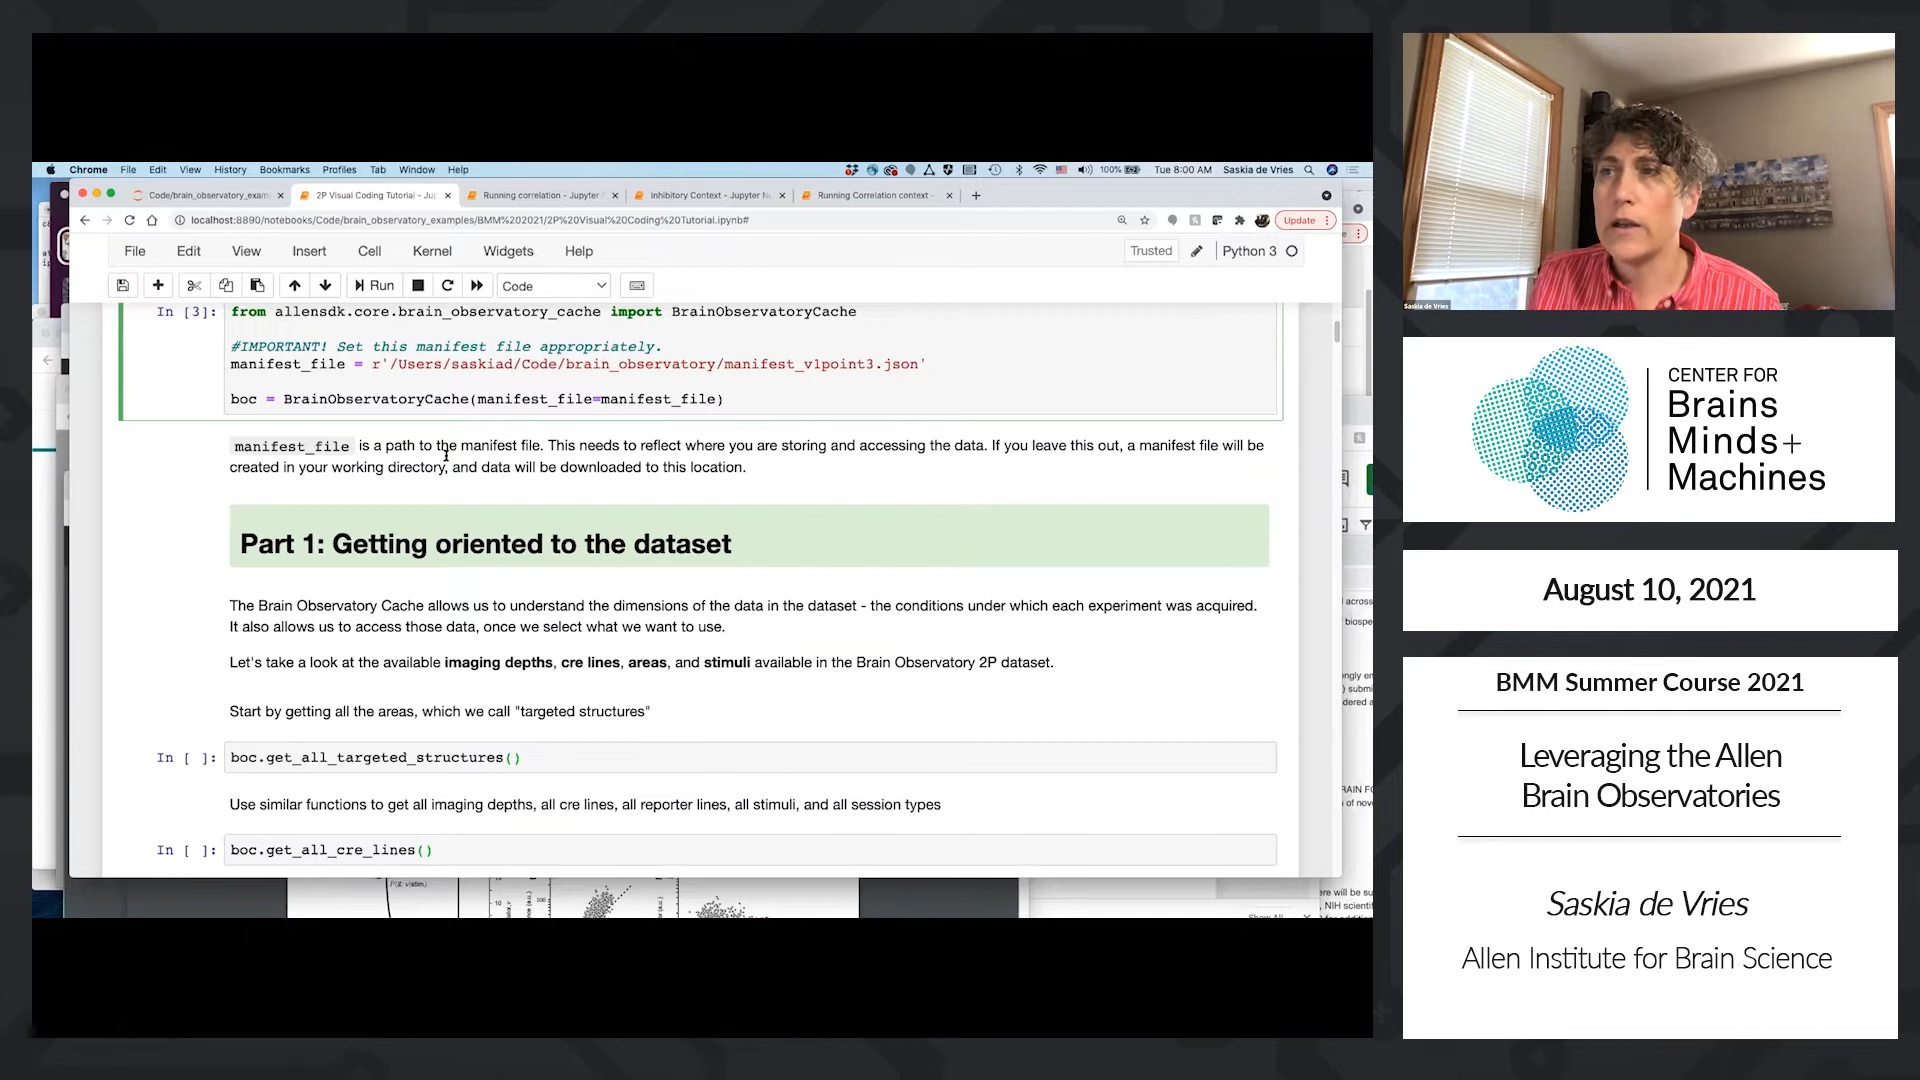 Chrome File Edit View History Bookmarks Profiles Tab Window Help 100% Tue 8:00 AM Saskia de Vries
Code/brain_observatory_exam 2P Visual Coding Tutorial - Ju Running correlation - Jupyter Inhibitory Context - Jupyter N Running Correlation context -
localhost:8890/notebooks/Code/brain_observatory_examples/BMM%202021/2P%20Visual%20Coding%20Tutorial.ipynb# Update
File Edit View Insert Cell Kernel Widgets Help Trusted Python 3
Run Code
In [3]: from allensdk.core.brain_observatory_cache import BrainObservatoryCache
#IMPORTANT! Set this manifest file appropriately.
manifest_file = r'/Users/saskiad/Code/brain_observatory/manifest_v1point3.json'
boc = BrainObservatoryCache(manifest_file=manifest_file)
manifest_file is a path to the manifest file. This needs to reflect where you are storing and accessing the data. If you leave this out, a manifest file will be
created in your working directory, and data will be downloaded to this location.
Part 1: Getting oriented to the dataset
The Brain Observatory Cache allows us to understand the dimensions of the data in the dataset - the conditions under which each experiment was acquired.
It also allows us to access those data, once we select what we want to use.
Let's take a look at the available imaging depths, cre lines, areas, and stimuli available in the Brain Observatory 2P dataset.
Start by getting all the areas, which we call "targeted structures"
In [ ]: boc.get_all_targeted_structures()
Use similar functions to get all imaging depths, all cre lines, all reporter lines, all stimuli, and all session types
In [ ]: boc.get_all_cre_lines()
Saskia de Vries
CENTER FOR
Brains
Minds+
Machines
August 10, 2021
BMM Summer Course 2021
Leveraging the Allen
Brain Observatories
Saskia de Vries
Allen Institute for Brain Science